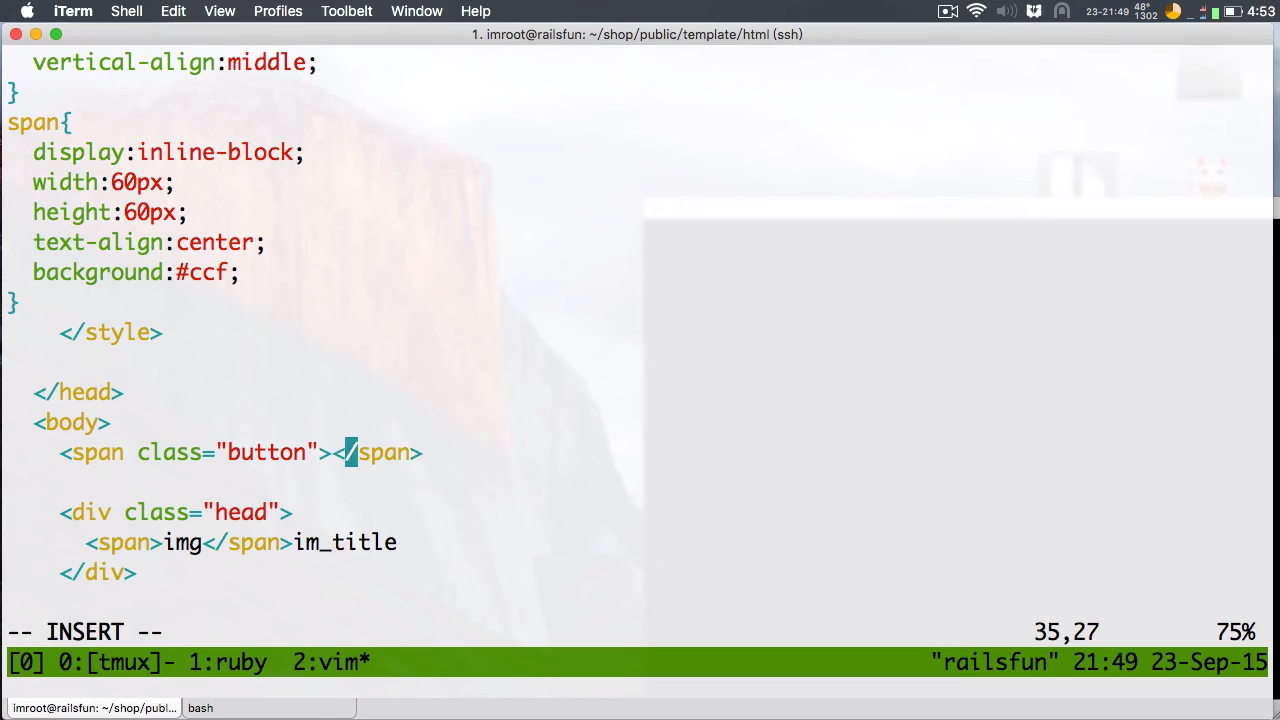 iTerm Shell Edit View Profiles Toolbelt Window Help 23-21:49 48° 1302 4:53
1. imroot@railsfun: ~/shop/public/template/html (ssh)
vertical-align:middle;
}
span{
display:inline-block;
width:60px;
height:60px;
text-align:center;
background:#ccf;
}
</style>
</head>
<body>
<span class="button"></span>
<div class="head">
<span>img</span>im_title
</div>
-- INSERT -- 35,27 75%
[0] 0:[tmux]- 1:ruby 2:vim* "railsfun" 21:49 23-Sep-15
imroot@railsfun: ~/shop/publ... bash